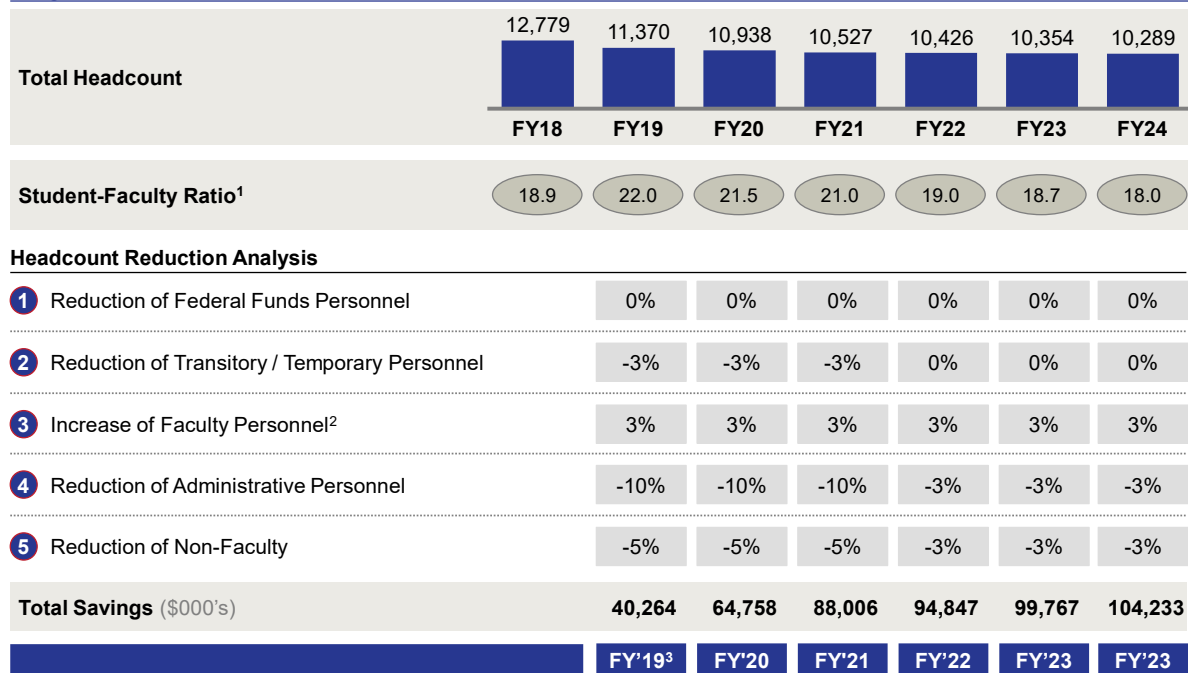 12,779 11,370 10,938 10,527 10,426 10,354 10,289
Total Headcount
FY18 FY19 FY20 FY21 FY22 FY23 FY24
Student-Faculty Ratio¹ 18.9 22.0 21.5 21.0 19.0 18.7 18.0
Headcount Reduction Analysis
1 Reduction of Federal Funds Personnel 0% 0% 0% 0% 0% 0%
2 Reduction of Transitory / Temporary Personnel -3% -3% -3% 0% 0% 0%
3 Increase of Faculty Personnel² 3% 3% 3% 3% 3% 3%
4 Reduction of Administrative Personnel -10% -10% -10% -3% -3% -3%
5 Reduction of Non-Faculty -5% -5% -5% -3% -3% -3%
Total Savings ($000’s) 40,264 64,758 88,006 94,847 99,767 104,233
FY’19³ FY'20 FY'21 FY’22 FY’23 FY’23